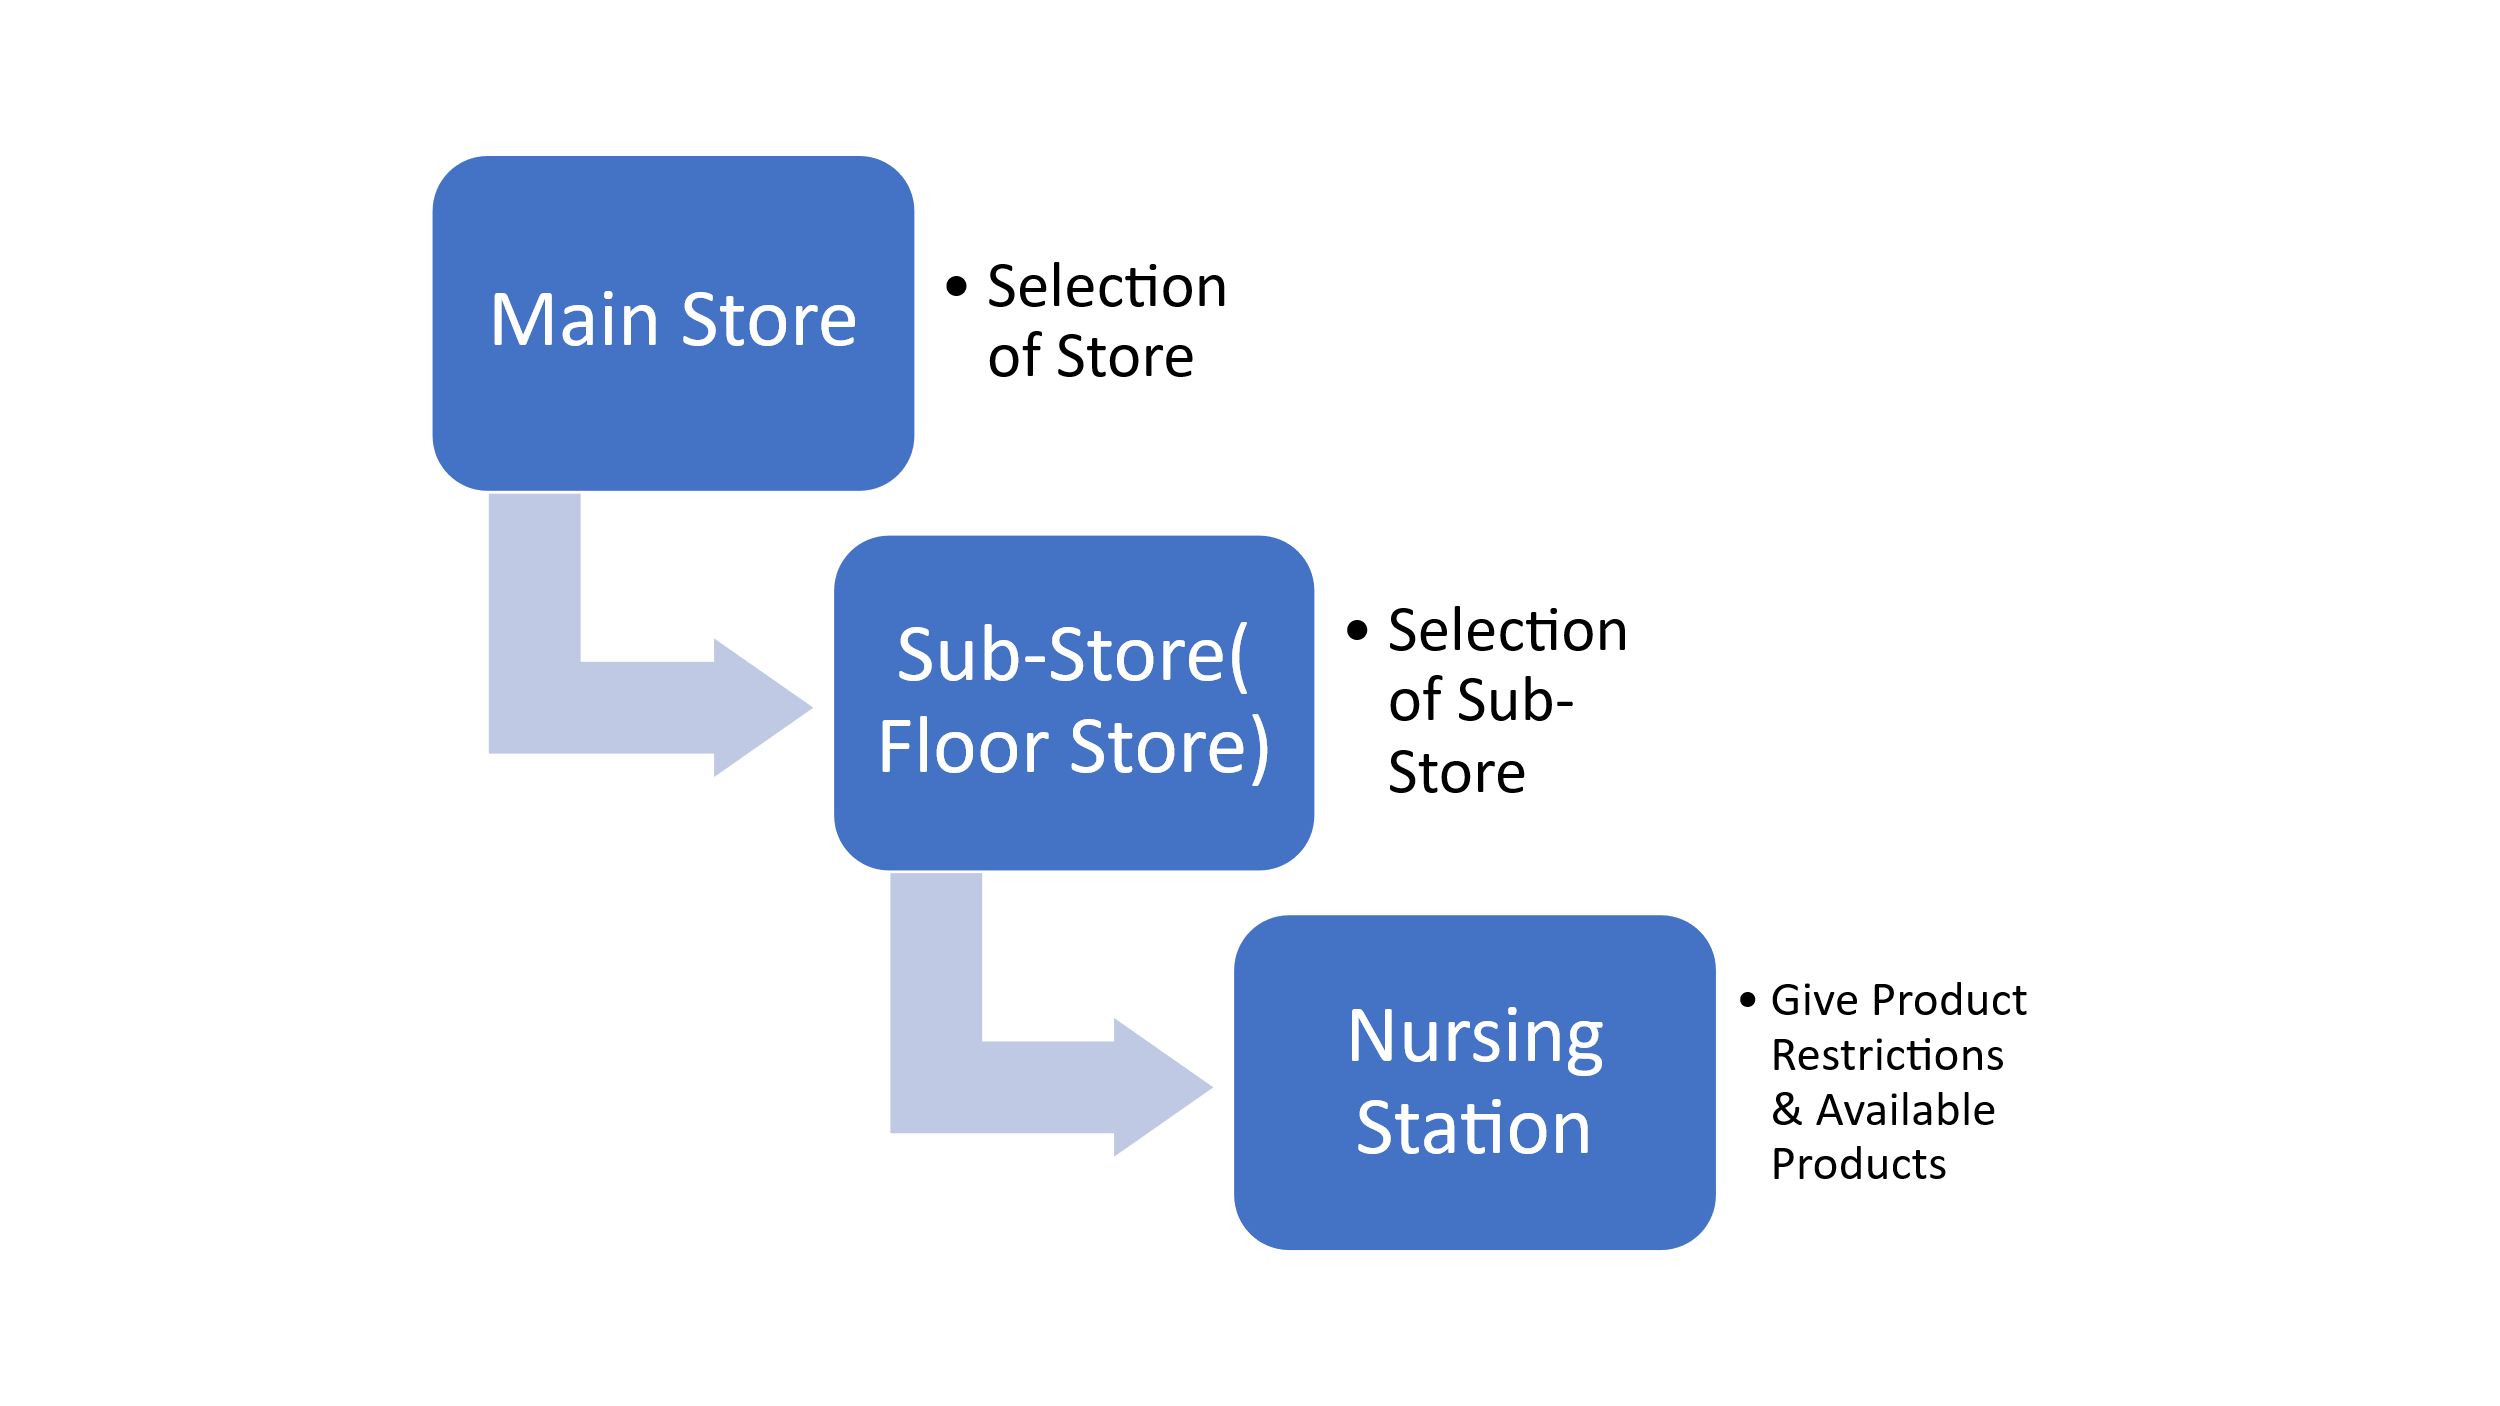 Main Store
• Selection
of Store
Sub-Store(
Floor Store)
• Selection
of Sub-
Store
Nursing
Station
• Give Product
Restrictions
& Available
Products